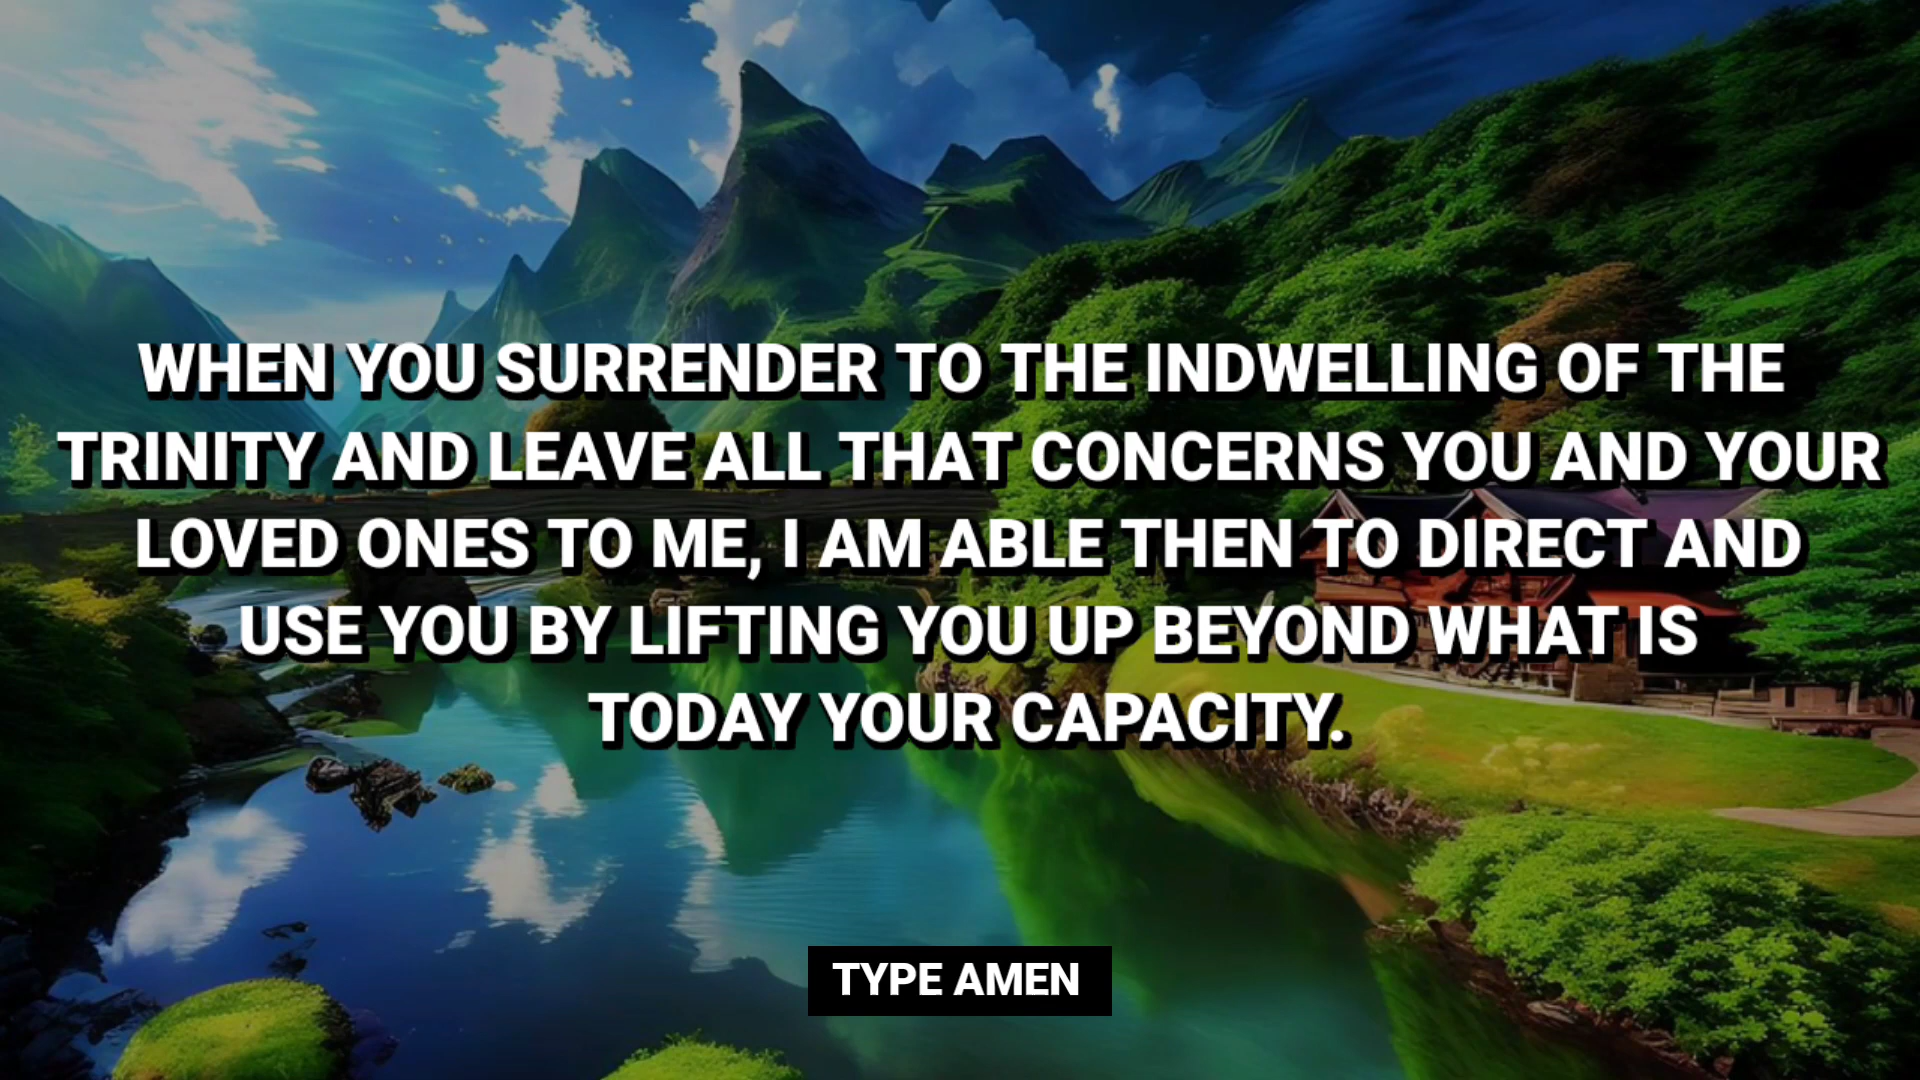 WHEN YOU SURRENDER TO THE INDWELLING OF THE
TRINITY AND LEAVE ALL THAT CONCERNS YOU AND YOUR
LOVED ONES TO ME, I AM ABLE THEN TO DIRECT AND
USE YOU BY LIFTING YOU UP BEYOND WHAT IS
TODAY YOUR CAPACITY.
TYPE AMEN